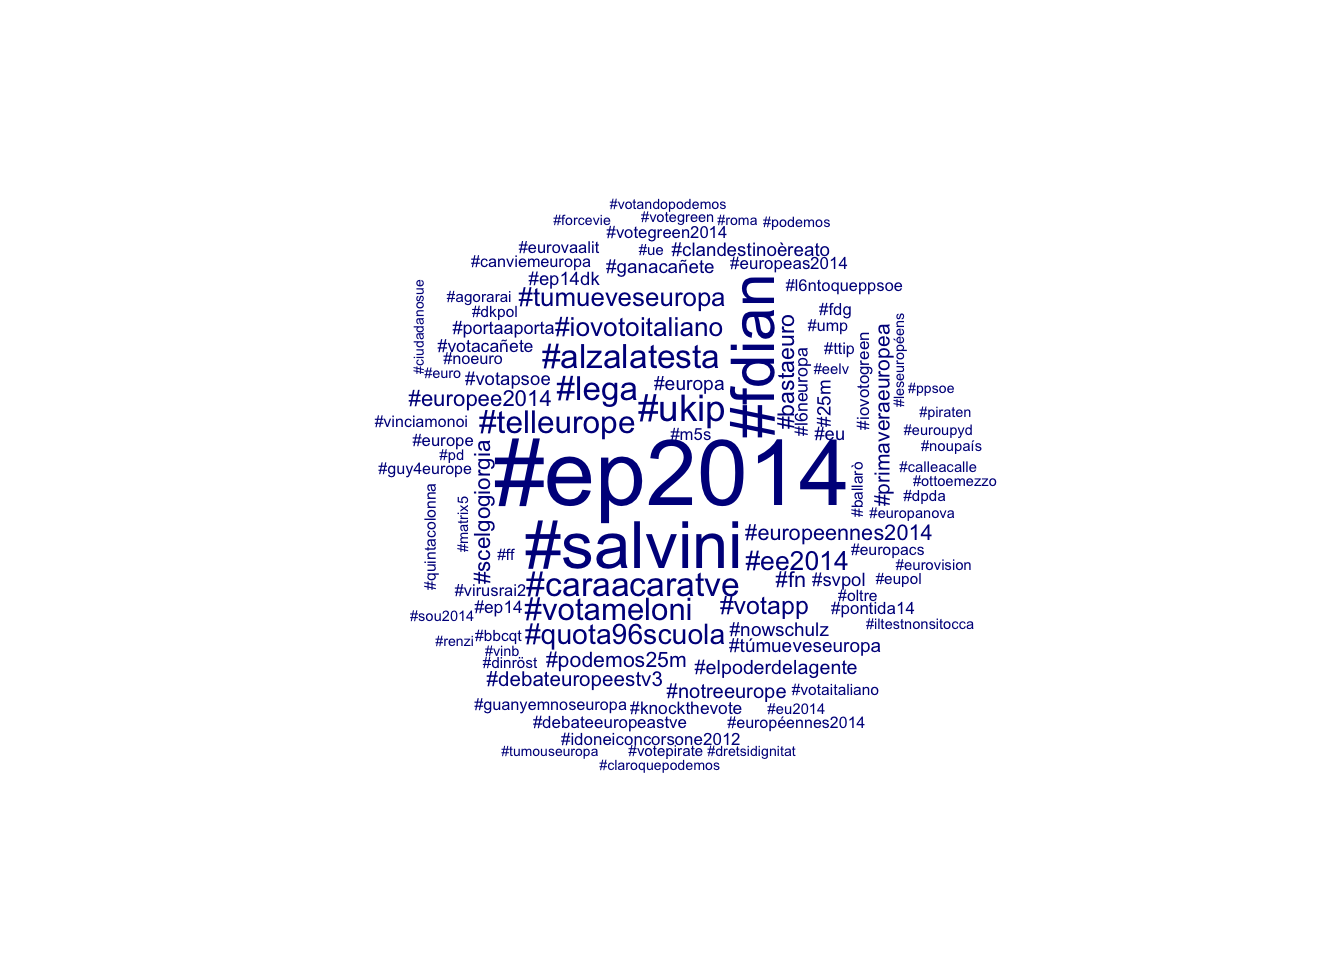 #votandopodemos
#forcevie #votegreen #roma #podemos
#votegreen2014
#eurovaalit #ue #clandestinoèreato
#canviemeuropa #ganacañete #europeas2014
#ep14dk #l6ntoqueppsoe
#agorarai #tumueveseuropa #fdian
#dkpol #fdg
#ciudadanosue #portaaporta #iovotoitaliano #bastaeuro #ump #primaveraeuropea #leseuropéens
#votacañete #alzalatesta #l6neuropa #ttip #iovotogreen
#noeuro #eelv
#euro #votapsoe #lega #europa #25m #ppsoe
#europee2014 #ukip #piraten
#vinciamonoi #telleurope #m5s #eu #euroupyd
#europe #noupaís
#pd
#guy4europe #scelgogiorgia #ep2014 #ballarò #calleacalle
#ottoemezzo
#quintacolonna #matrix5 #dpda
#europanova
#ff #salvini #europeennes2014
#ee2014 #europacs
#eurovision
#virusrai2 #caraacaratve #fn #svpol #eupol
#ep14 #votameloni #votapp #oltre
#sou2014 #pontida14
#renzi #bbcqt #quota96scuola #nowschulz #iltestnonsitocca
#vinb #túmueveseuropa
#dinröst #podemos25m #elpoderdelagente
#debateuropeestv3 #notreeurope #votaitaliano
#guanyemnoseuropa #knockthevote #eu2014
#debateeuropeastve #européennes2014
#idoneiconcorsone2012
#tumouseuropa #votepirate #dretsidignitat
#claroquepodemos